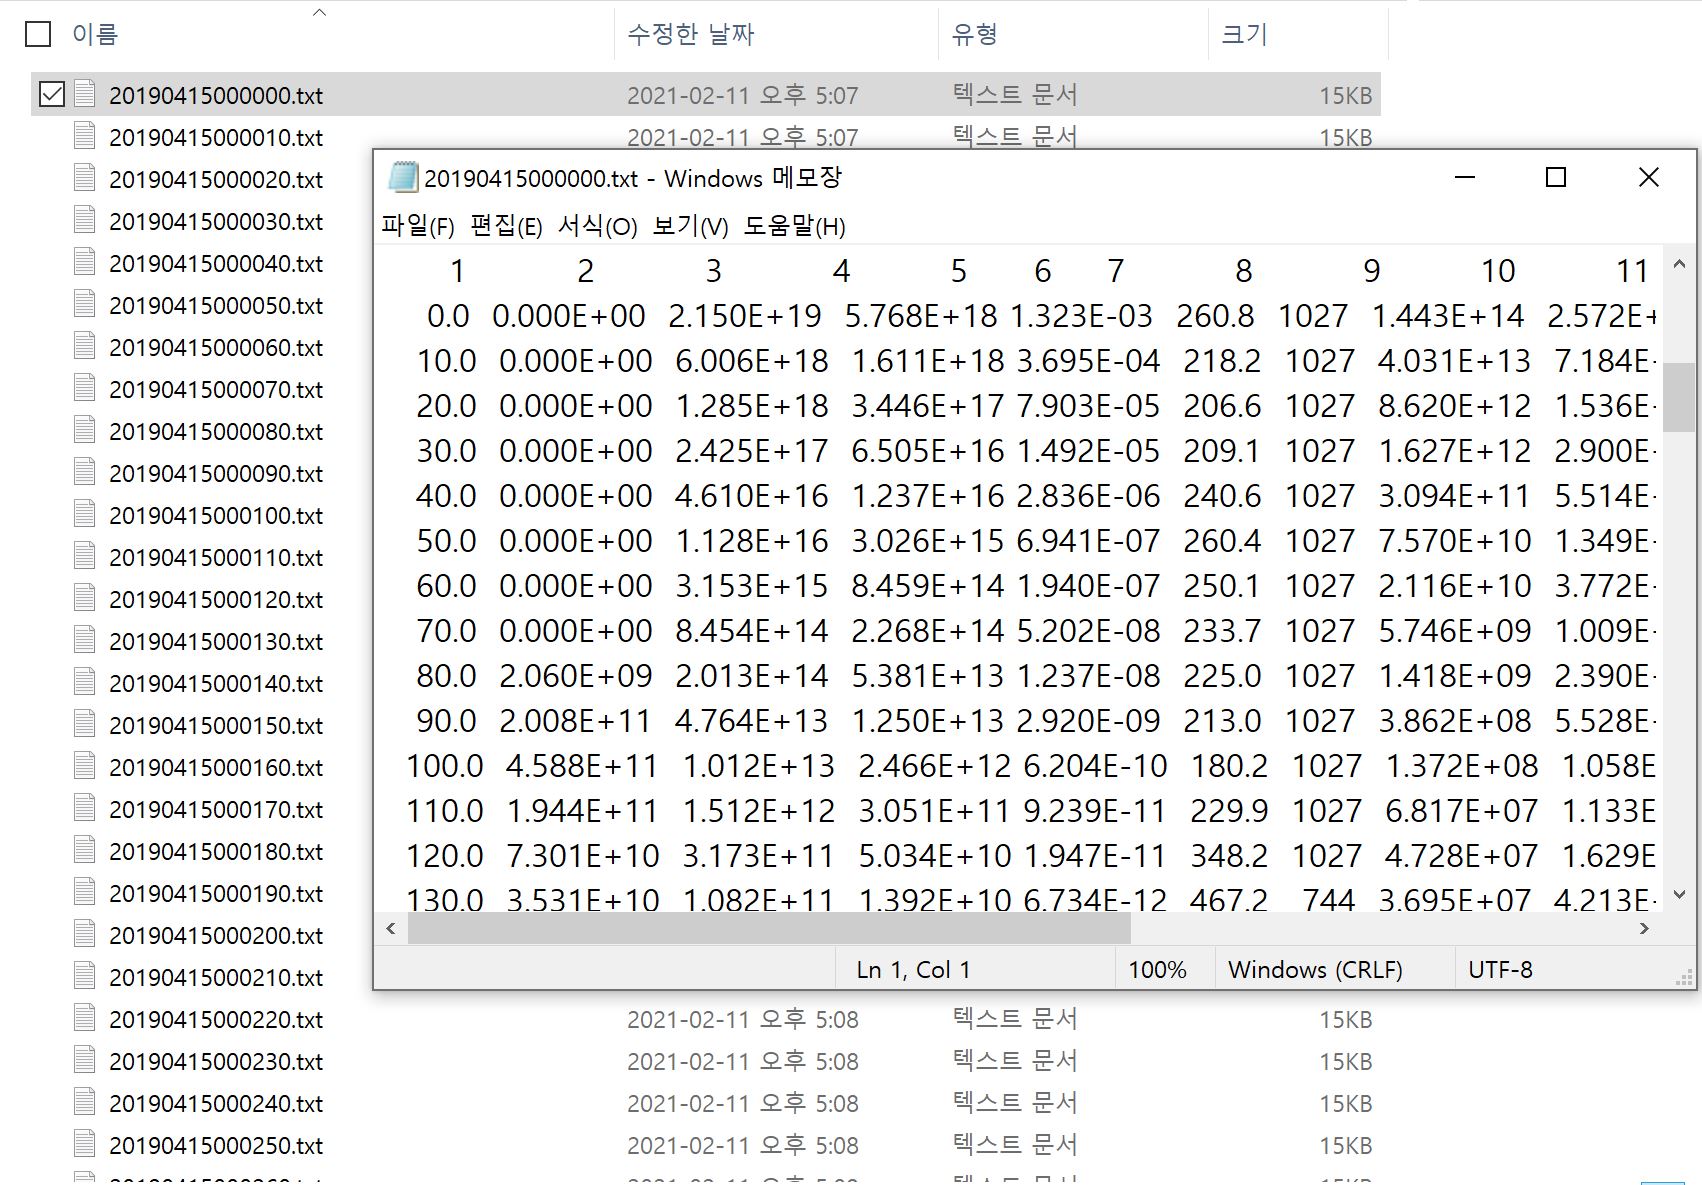 이름 수정한 날짜 유형 크기
20190415000000.txt 2021-02-11 오후 5:07 텍스트 문서 15KB
20190415000010.txt 2021-02-11 오후 5:07 텍스트 문서 15KB
20190415000020.txt
20190415000030.txt
20190415000040.txt
20190415000050.txt
20190415000060.txt
20190415000070.txt
20190415000080.txt
20190415000090.txt
20190415000100.txt
20190415000110.txt
20190415000120.txt
20190415000130.txt
20190415000140.txt
20190415000150.txt
20190415000160.txt
20190415000170.txt
20190415000180.txt
20190415000190.txt
20190415000200.txt
20190415000210.txt
20190415000220.txt 2021-02-11 오후 5:08 텍스트 문서 15KB
20190415000230.txt 2021-02-11 오후 5:08 텍스트 문서 15KB
20190415000240.txt 2021-02-11 오후 5:08 텍스트 문서 15KB
20190415000250.txt 2021-02-11 오후 5:08 텍스트 문서 15KB
20190415000000.txt - Windows 메모장
파일(F) 편집(E) 서식(O) 보기(V) 도움말(H)
1 2 3 4 5 6 7 8 9 10 11
0.0 0.000E+00 2.150E+19 5.768E+18 1.323E-03 260.8 1027 1.443E+14 2.572E+
10.0 0.000E+00 6.006E+18 1.611E+18 3.695E-04 218.2 1027 4.031E+13 7.184E
20.0 0.000E+00 1.285E+18 3.446E+17 7.903E-05 206.6 1027 8.620E+12 1.536E
30.0 0.000E+00 2.425E+17 6.505E+16 1.492E-05 209.1 1027 1.627E+12 2.900E
40.0 0.000E+00 4.610E+16 1.237E+16 2.836E-06 240.6 1027 3.094E+11 5.514E
50.0 0.000E+00 1.128E+16 3.026E+15 6.941E-07 260.4 1027 7.570E+10 1.349E
60.0 0.000E+00 3.153E+15 8.459E+14 1.940E-07 250.1 1027 2.116E+10 3.772E
70.0 0.000E+00 8.454E+14 2.268E+14 5.202E-08 233.7 1027 5.746E+09 1.009E
80.0 2.060E+09 2.013E+14 5.381E+13 1.237E-08 225.0 1027 1.418E+09 2.390E
90.0 2.008E+11 4.764E+13 1.250E+13 2.920E-09 213.0 1027 3.862E+08 5.528E
100.0 4.588E+11 1.012E+13 2.466E+12 6.204E-10 180.2 1027 1.372E+08 1.058E
110.0 1.944E+11 1.512E+12 3.051E+11 9.239E-11 229.9 1027 6.817E+07 1.133E
120.0 7.301E+10 3.173E+11 5.034E+10 1.947E-11 348.2 1027 4.728E+07 1.629E
130.0 3.531E+10 1.082E+11 1.392E+10 6.734E-12 467.2 744 3.695E+07 4.213E
Ln 1, Col 1 100% Windows (CRLF) UTF-8